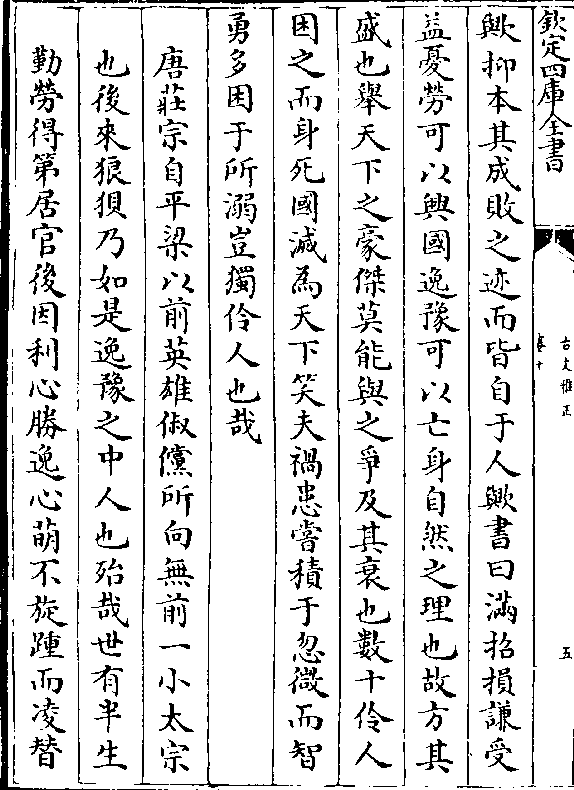 欽定四庫全書
古文雅正
卷十
五
歟抑本其成敗之迹而皆自于人歟書曰滿招損謙受
益憂勞可以興國逸豫可以亡身自然之理也故方其
盛也舉天下之豪傑莫能與之爭及其衰也數十伶人
困之而身死國滅為天下笑夫禍患嘗積于忽微而智
勇多困于所溺豈獨伶人也哉
唐莊宗自平梁以前英雄俶儻所向無前一小太宗
也後來狼狽乃如是逸豫之中人也殆哉世有半生
勤勞得第居官後因利心勝逸心萌不旋踵而凌替